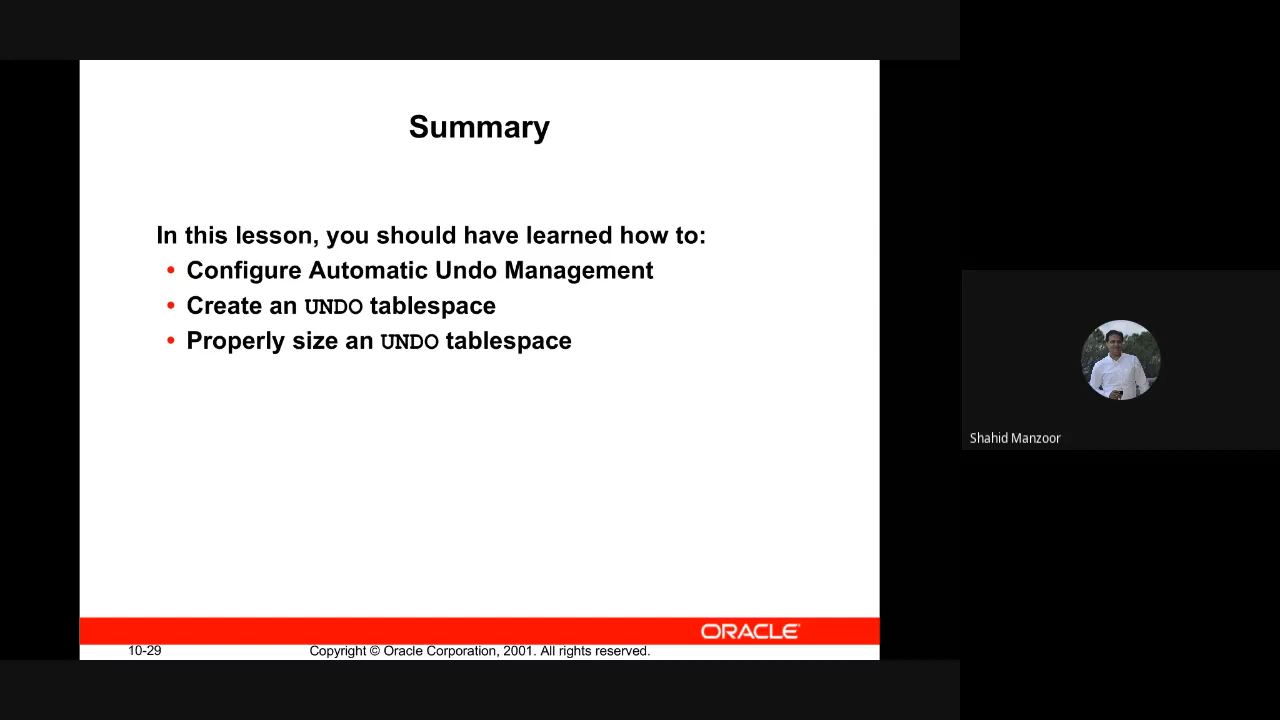 Summary
In this lesson, you should have learned how to:
• Configure Automatic Undo Management
• Create an UNDO tablespace
• Properly size an UNDO tablespace
Shahid Manzoor
ORACLE
10-29 Copyright © Oracle Corporation, 2001. All rights reserved.